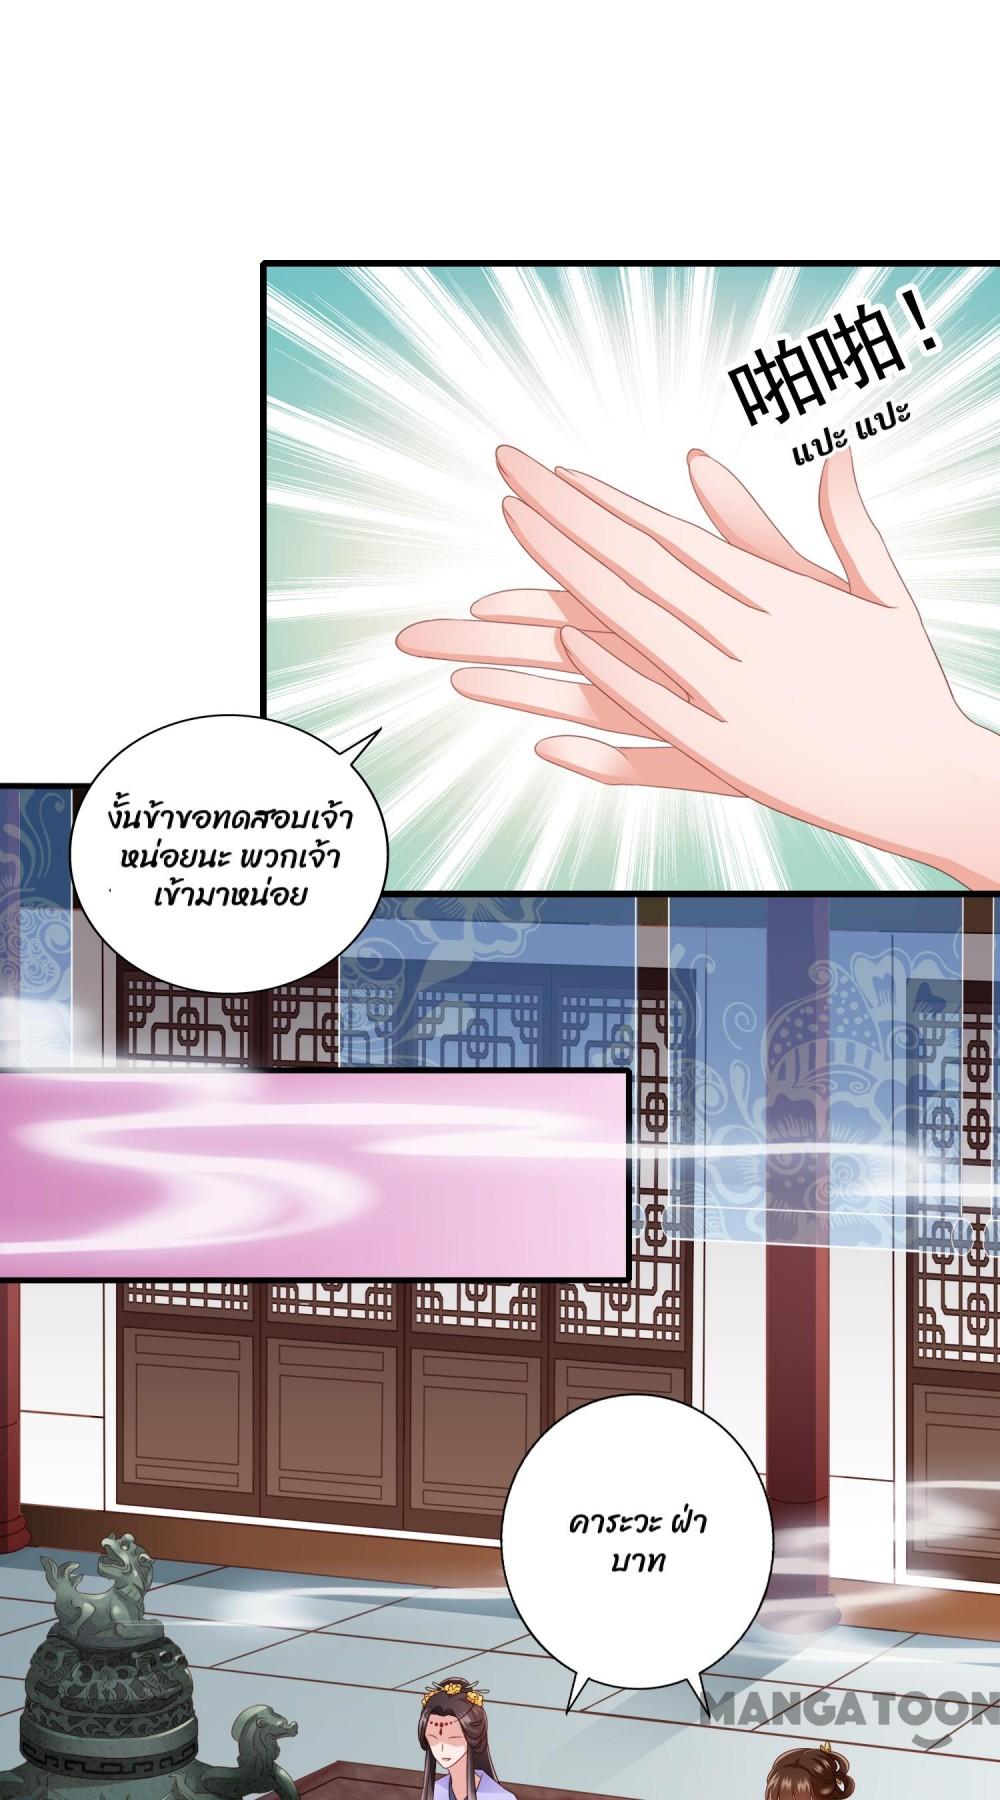 啪啪！
แปะ แปะ
งั้นข้าขอทดสอบเจ้า
หน่อยนะ พวกเจ้า
เข้ามาหน่อย
คาระวะ ฝ่า
บาท
MANGATOON